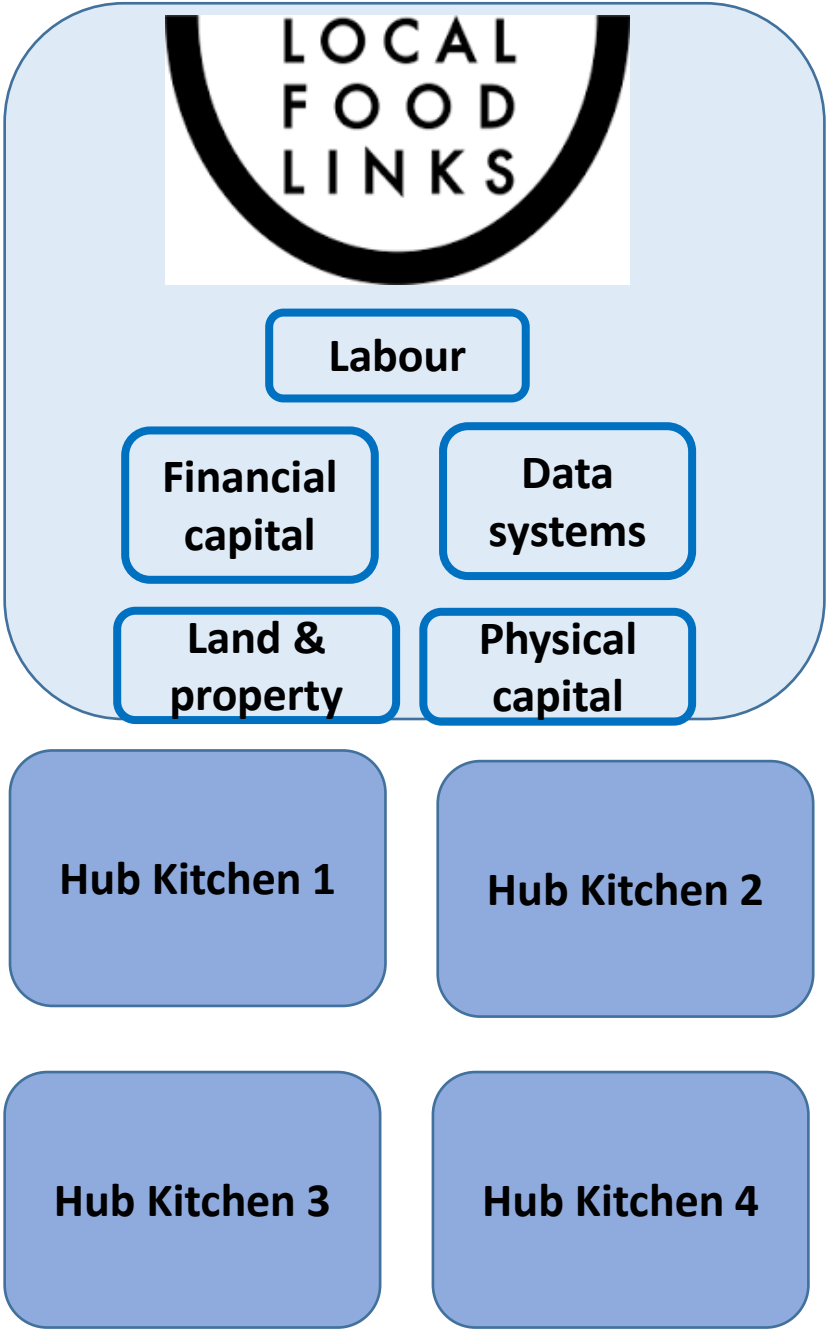 LOCAL
FOOD
LINKS
Labour
Financial
capital
Data
systems
Land &
property
Physical
capital
Hub Kitchen 1
Hub Kitchen 2
Hub Kitchen 3
Hub Kitchen 4